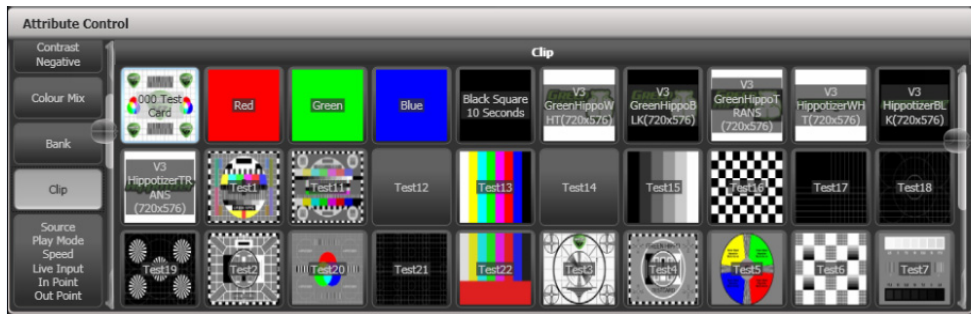 Attribute Control
Contrast
Negative
Colour Mix
Bank
Clip
Source
Play Mode
Speed
Live Input
In Point
Out Point
Clip
000 Test
Card
Red
Green
Blue
Black Square
10 Seconds
V3
GreenHippoW
HT(720x576)
V3
GreenHippoB
LK(720x576)
V3
GreenHippoT
RANS
(720x576)
V3
HippotizerWH
T(720x576)
V3
HippotizerBL
K(720x576)
V3
HippotizerTR
ANS
(720x576)
Test1
Test11
Test12
Test13
Test14
Test15
Test16
Test17
Test18
Test19
Test2
Test20
Test21
Test22
Test3
Test4
Test5
Test6
Test7